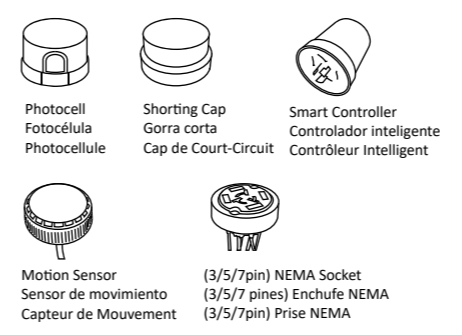 Photocell
Fotocélula
Photocellule
Shorting Cap
Gorra corta
Cap de Court-Circuit
Smart Controller
Controlador inteligente
Contrôleur Intelligent
Motion Sensor
Sensor de movimiento
Capteur de Mouvement
(3/5/7pin) NEMA Socket
(3/5/7 pines) Enchufe NEMA
(3/5/7pin) Prise NEMA